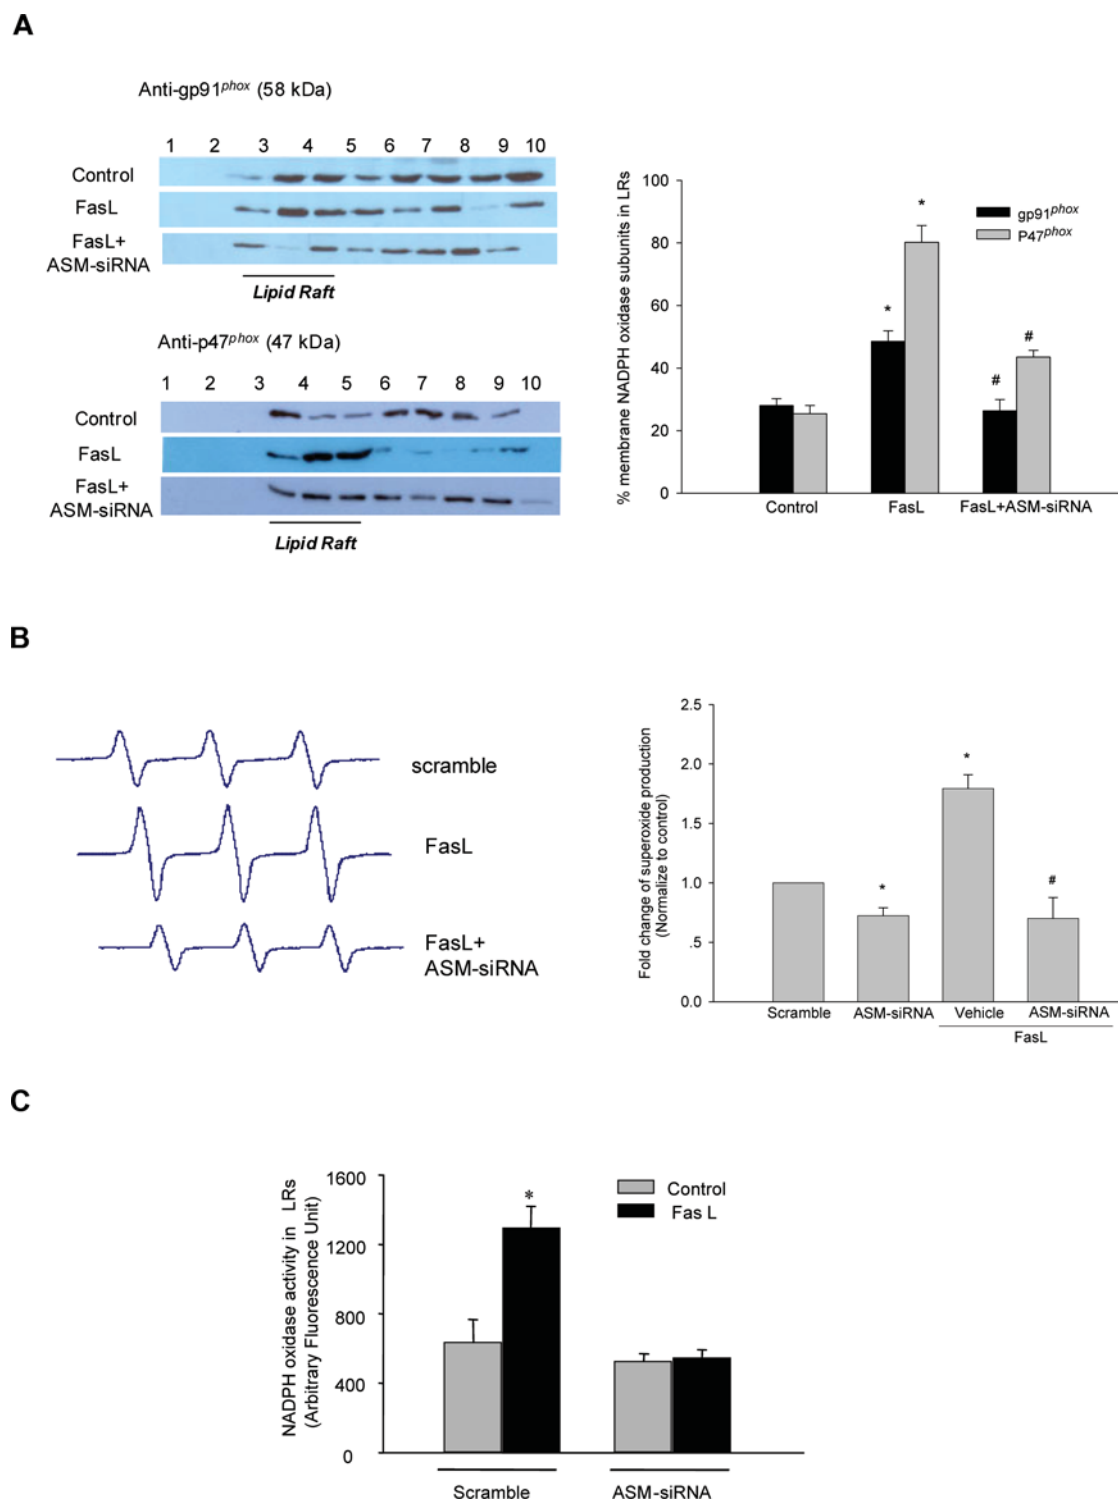 A
Anti-gp91phox (58 kDa)
1 2 3 4 5 6 7 8 9 10
Control
FasL
FasL+
ASM-siRNA
Lipid Raft
Anti-p47phox (47 kDa)
1 2 3 4 5 6 7 8 9 10
Control
FasL
FasL+
ASM-siRNA
Lipid Raft
% membrane NADPH oxidase subunits in LRs
100
80
60
40
20
0
* * # #
gp91phox
P47phox
Control FasL FasL+ASM-siRNA
B
scramble
FasL
FasL+
ASM-siRNA
Fold change of superoxide production
(Normalize to control)
2.5
2.0
1.5
1.0
.5
0.0
* * #
Scramble ASM-siRNA Vehicle ASM-siRNA
FasL
C
NADPH oxidase activity in LRs
(Arbitrary Fluorescence Unit)
1600
1200
800
400
0
*
Control
Fas L
Scramble ASM-siRNA